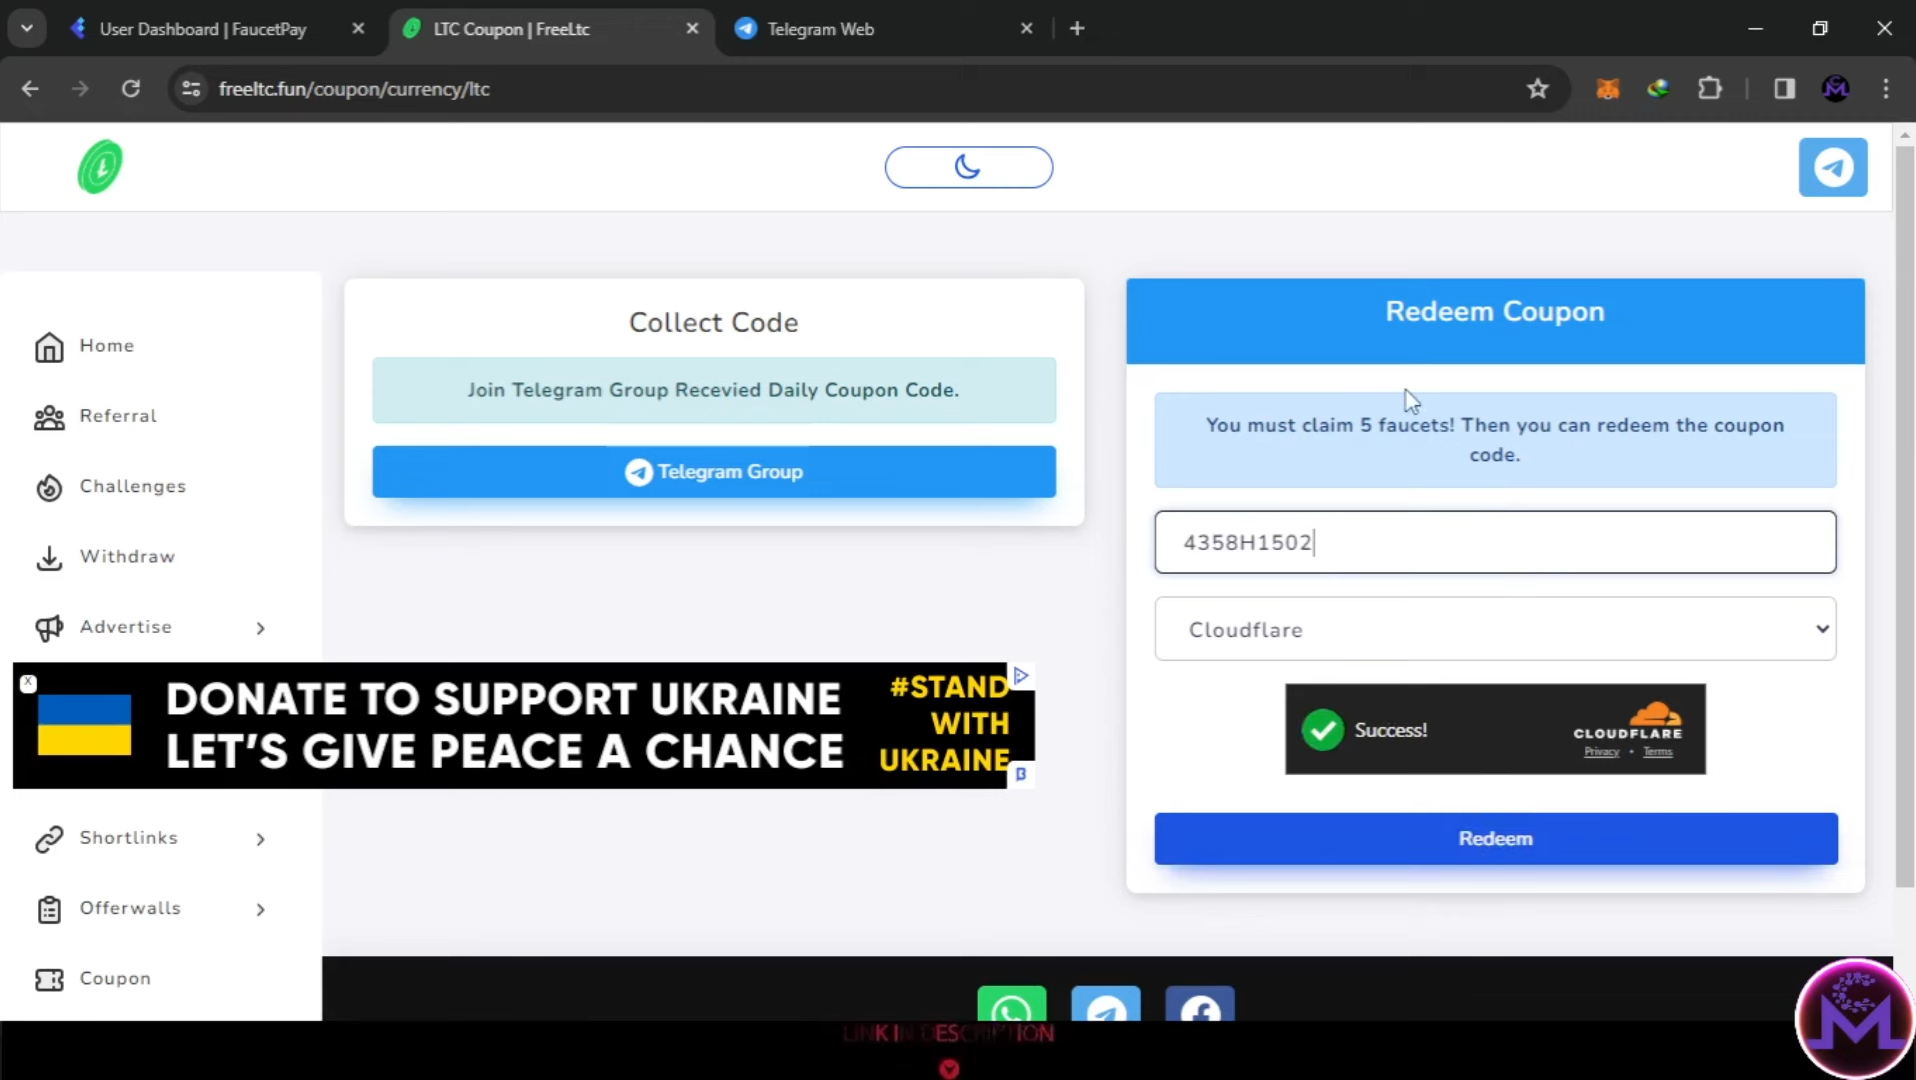 User Dashboard | FaucetPay
LTC Coupon | FreeLtc
Telegram Web
freeltc.fun/coupon/currency/ltc
Home
Referral
Challenges
Withdraw
Advertise
Shortlinks
Offerwalls
Coupon
Collect Code
Join Telegram Group Recevied Daily Coupon Code.
Telegram Group
DONATE TO SUPPORT UKRAINE
LET'S GIVE PEACE A CHANCE
#STAND
WITH
UKRAINE
Redeem Coupon
You must claim 5 faucets! Then you can redeem the coupon
code.
4358H1502
Cloudflare
Success!
CLOUDFLARE
Privacy • Terms
Redeem
LINK IN DESCRIPTION